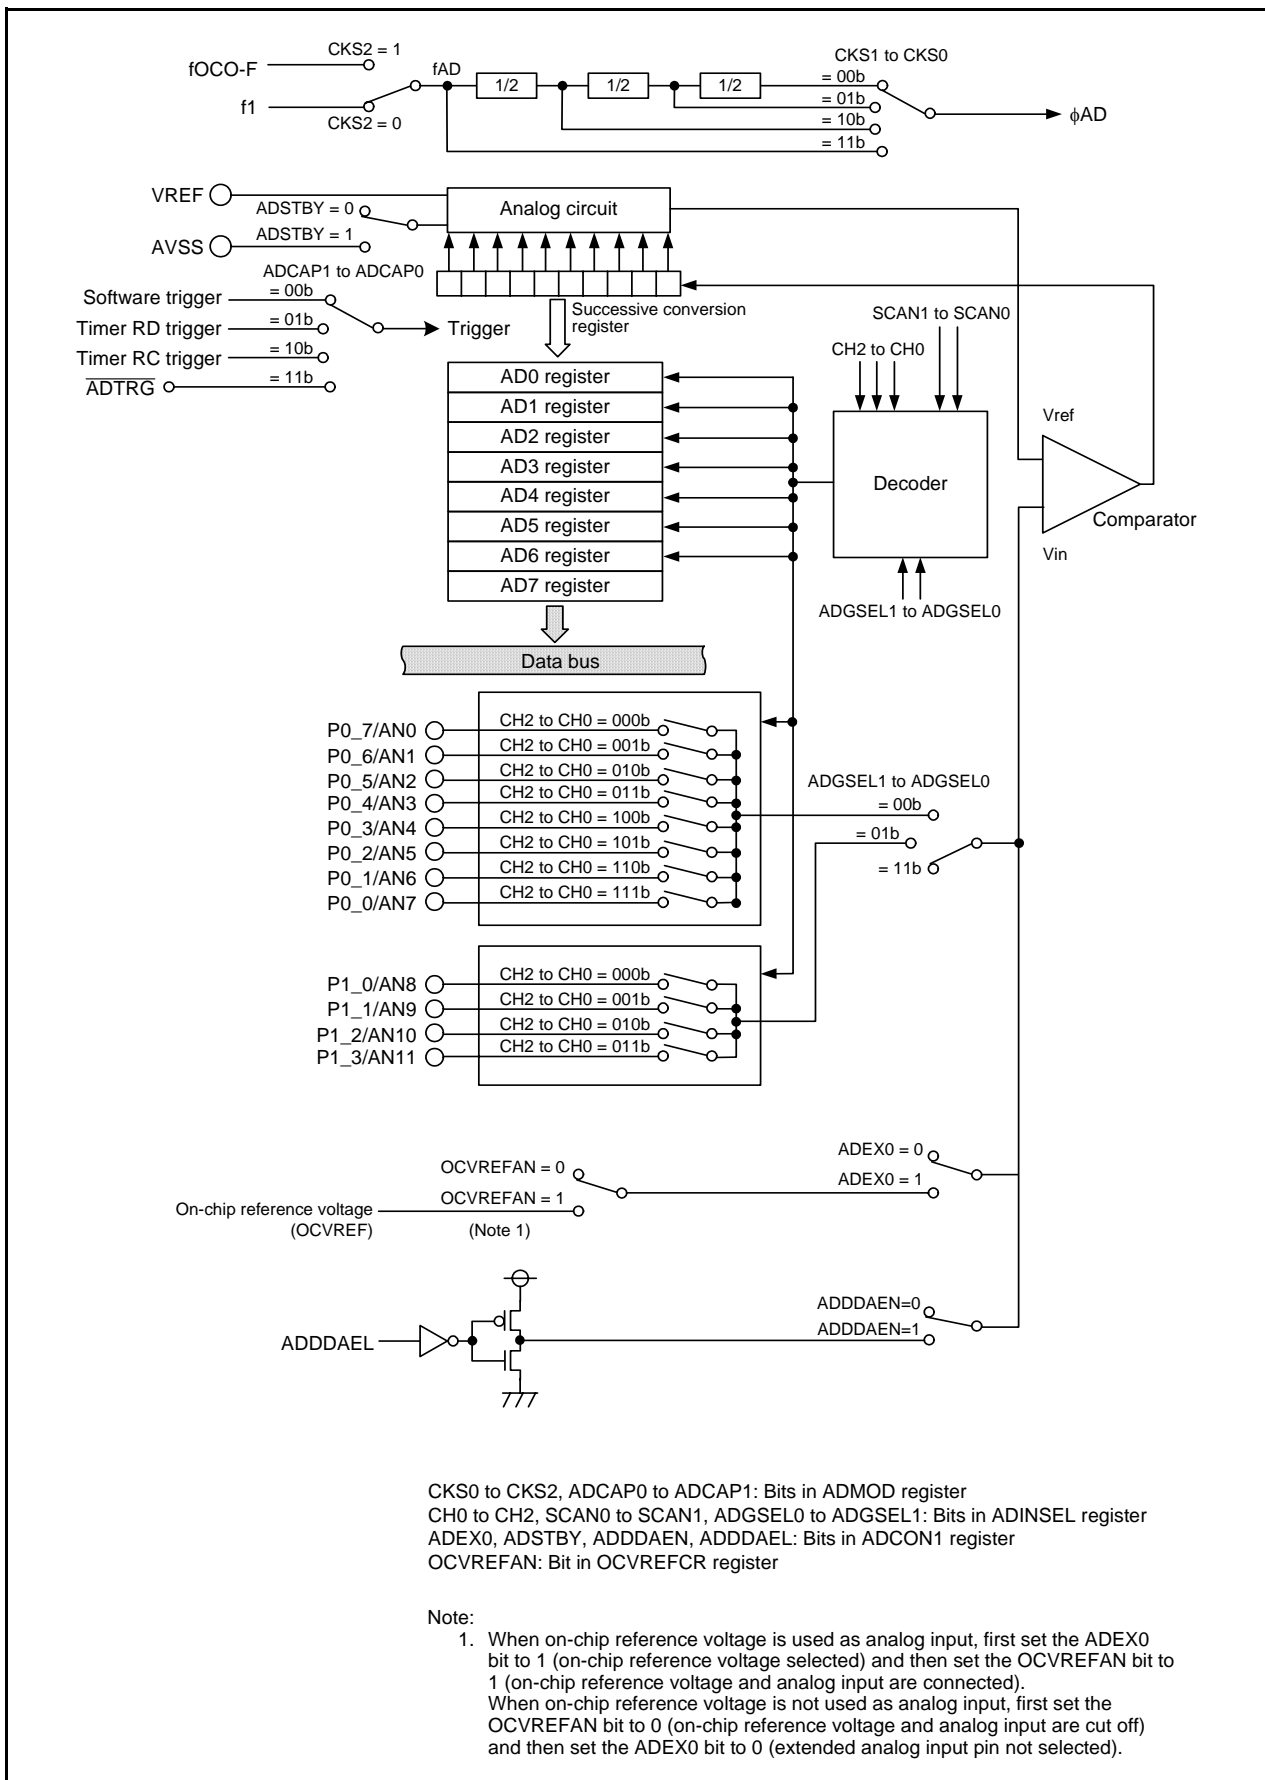 CKS2 = 1
fOCO-F
f1
CKS2 = 0
fAD
1/2
1/2
1/2
CKS1 to CKS0
= 00b
= 01b
= 10b
= 11b
ϕAD
VREF
AVSS
ADSTBY = 0
ADSTBY = 1
Analog circuit
ADCAP1 to ADCAP0
Software trigger
= 00b
Timer RD trigger
= 01b
Timer RC trigger
= 10b
ADTRG
= 11b
Trigger
Successive conversion
register
SCAN1 to SCAN0
CH2 to CH0
AD0 register
AD1 register
AD2 register
AD3 register
AD4 register
AD5 register
AD6 register
AD7 register
Decoder
Vref
Comparator
Vin
ADGSEL1 to ADGSEL0
Data bus
P0_7/AN0
CH2 to CH0 = 000b
P0_6/AN1
CH2 to CH0 = 001b
P0_5/AN2
CH2 to CH0 = 010b
P0_4/AN3
CH2 to CH0 = 011b
P0_3/AN4
CH2 to CH0 = 100b
P0_2/AN5
CH2 to CH0 = 101b
P0_1/AN6
CH2 to CH0 = 110b
P0_0/AN7
CH2 to CH0 = 111b
ADGSEL1 to ADGSEL0
= 00b
= 01b
= 11b
P1_0/AN8
CH2 to CH0 = 000b
P1_1/AN9
CH2 to CH0 = 001b
P1_2/AN10
CH2 to CH0 = 010b
P1_3/AN11
CH2 to CH0 = 011b
ADEX0 = 0
ADEX0 = 1
OCVREFAN = 0
OCVREFAN = 1
On-chip reference voltage
(OCVREF)
(Note 1)
ADDDAEN=0
ADDDAEN=1
ADDDAEL
CKS0 to CKS2, ADCAP0 to ADCAP1: Bits in ADMOD register
CH0 to CH2, SCAN0 to SCAN1, ADGSEL0 to ADGSEL1: Bits in ADINSEL register
ADEX0, ADSTBY, ADDDAEN, ADDDAEL: Bits in ADCON1 register
OCVREFAN: Bit in OCVREFCR register
Note:
1. When on-chip reference voltage is used as analog input, first set the ADEX0
bit to 1 (on-chip reference voltage selected) and then set the OCVREFAN bit to
1 (on-chip reference voltage and analog input are connected).
When on-chip reference voltage is not used as analog input, first set the
OCVREFAN bit to 0 (on-chip reference voltage and analog input are cut off)
and then set the ADEX0 bit to 0 (extended analog input pin not selected).